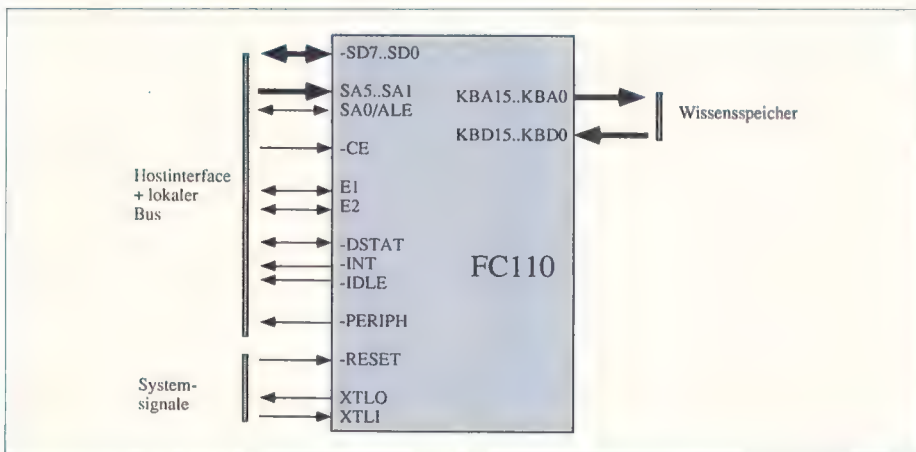 -SD7..SD0
SA5..SA1
SA0/ALE
-CE
E1
E2
-DSTAT
-INT
-IDLE
-PERIPH
-RESET
XTLO
XTLI
KBA15..KBA0
KBD15..KBD0
FC110
Hostinterface
+ lokaler
Bus
System-
signale
Wissensspeicher